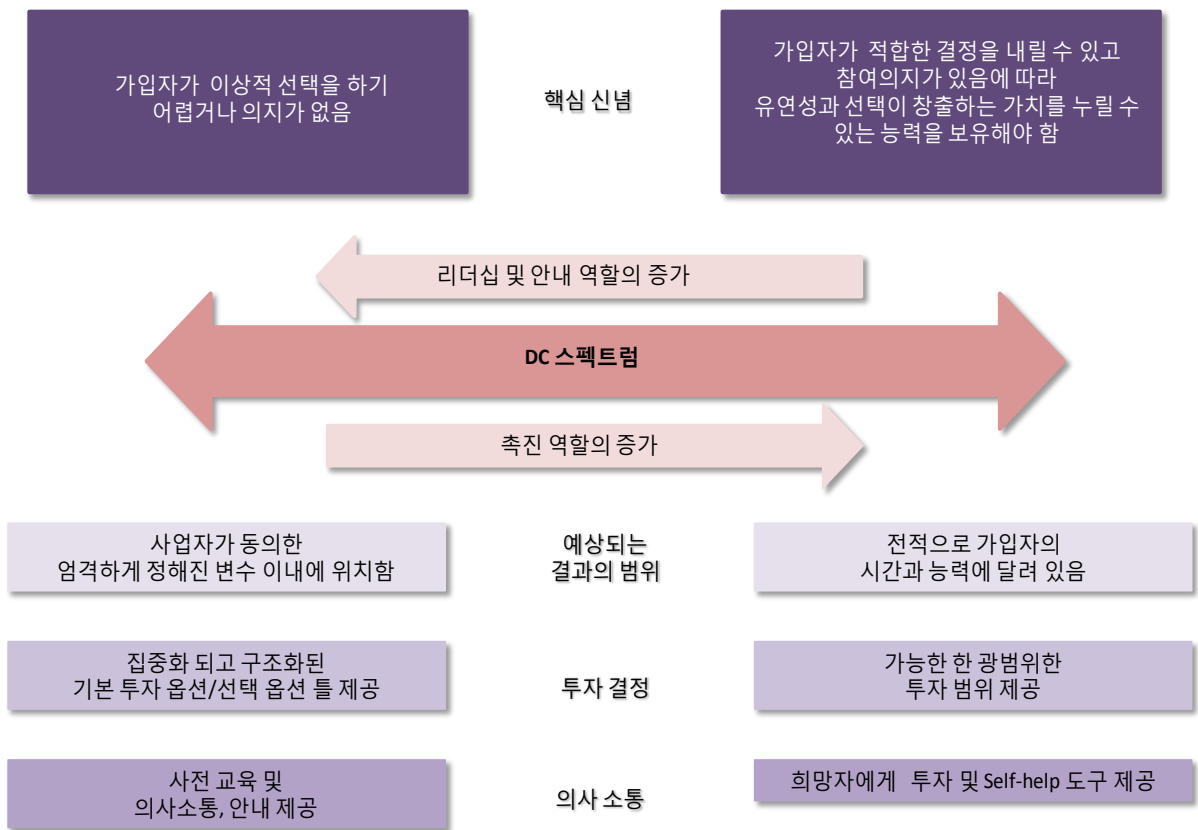 가입자가 이상적 선택을 하기
어렵거나 의지가 없음
핵심 신념
가입자가 적합한 결정을 내릴 수 있고
참여의지가 있음에 따라
유연성과 선택이 창출하는 가치를 누릴 수
있는 능력을 보유해야 함
리더십 및 안내 역할의 증가
DC 스펙트럼
촉진 역할의 증가
사업자가 동의한
엄격하게 정해진 변수 이내에 위치함
예상되는
결과의 범위
전적으로 가입자의
시간과 능력에 달려 있음
집중화 되고 구조화된
기본 투자 옵션/선택 옵션 틀 제공
투자 결정
가능한 한 광범위한
투자 범위 제공
사전 교육 및
의사소통, 안내 제공
의사 소통
희망자에게 투자 및 Self-help 도구 제공